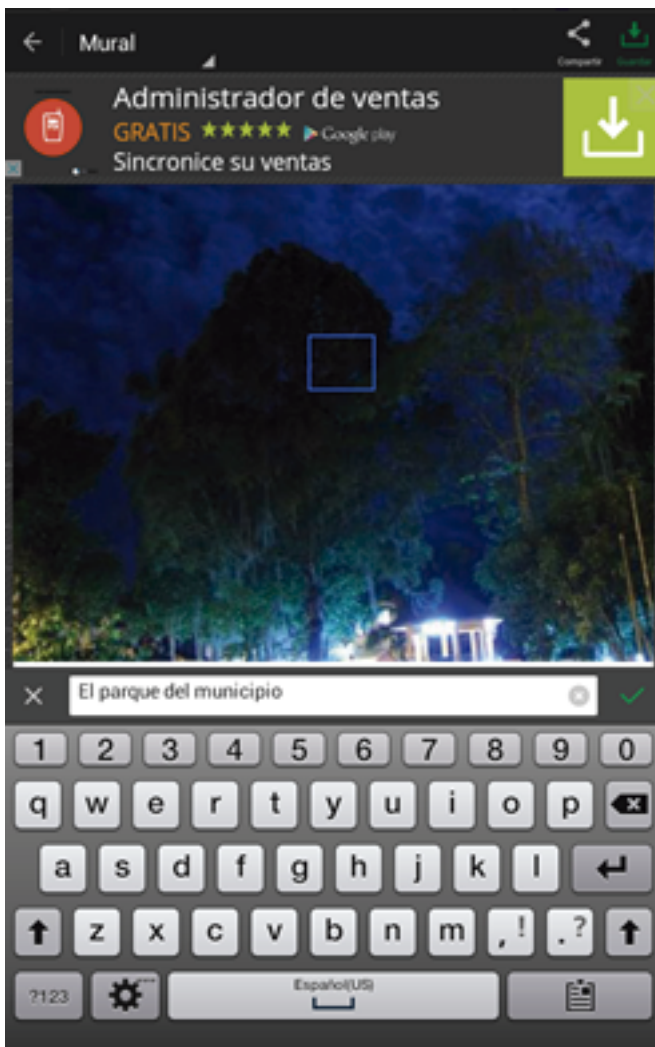 Mural
Compartir
Guardar
Administrador de ventas
GRATIS ★★★★★ Google play
Sincronice su ventas
El parque del municipio
1 2 3 4 5 6 7 8 9 0
q w e r t y u i o p
a s d f g h j k l
z x c v b n m , ! . ?
?123
Español(US)